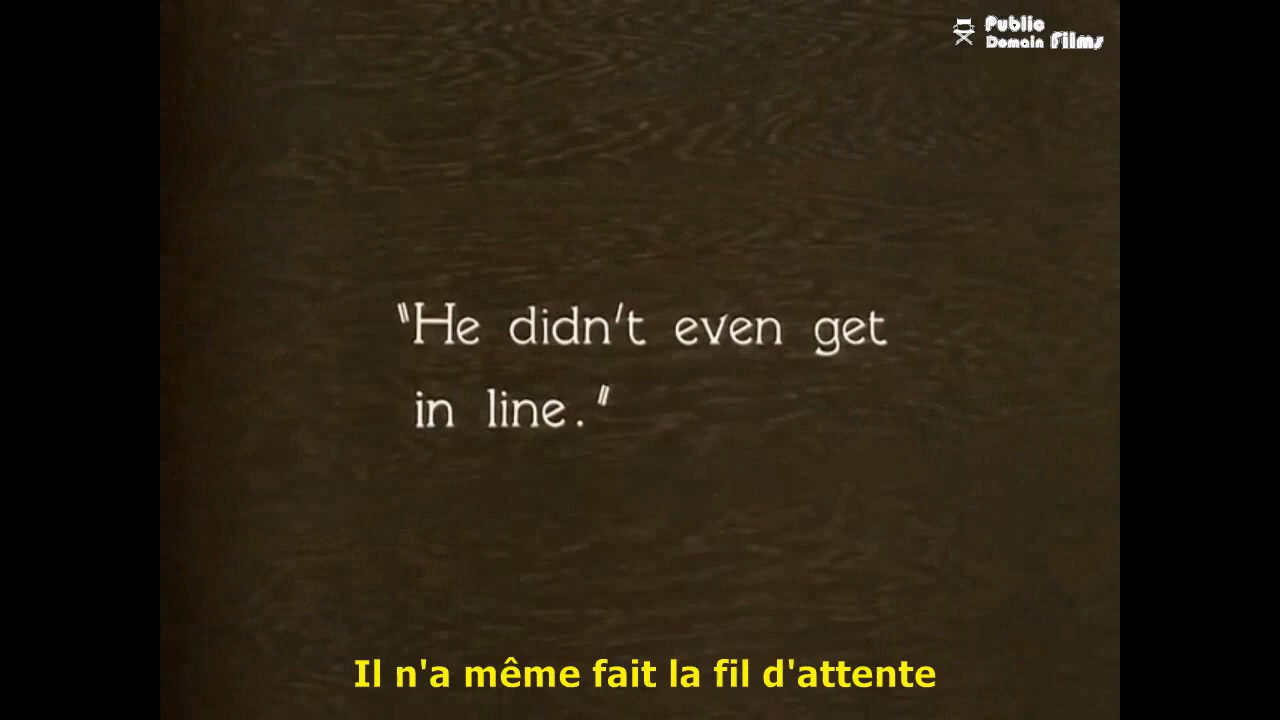 Public
Domain Films
"He didn't even get
in line."
Il n'a même fait la fil d'attente